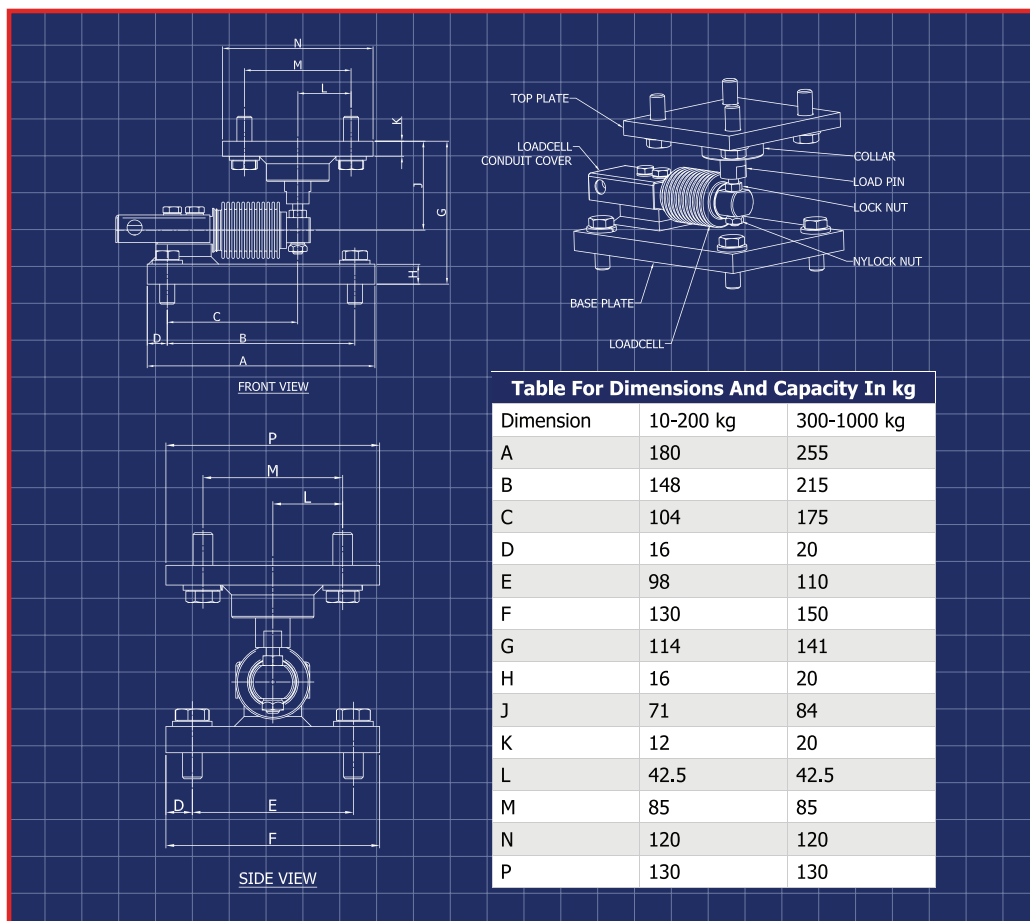 N
M
L
K
J
G
H
C
D
B
A
FRONT VIEW
TOP PLATE
LOADCELL
CONDUIT COVER
COLLAR
LOAD PIN
LOCK NUT
NYLOCK NUT
BASE PLATE
LOADCELL
P
M
L
D
E
F
SIDE VIEW
Table For Dimensions And Capacity In kg
Dimension 10-200 kg 300-1000 kg
A 180 255
B 148 215
C 104 175
D 16 20
E 98 110
F 130 150
G 114 141
H 16 20
J 71 84
K 12 20
L 42.5 42.5
M 85 85
N 120 120
P 130 130